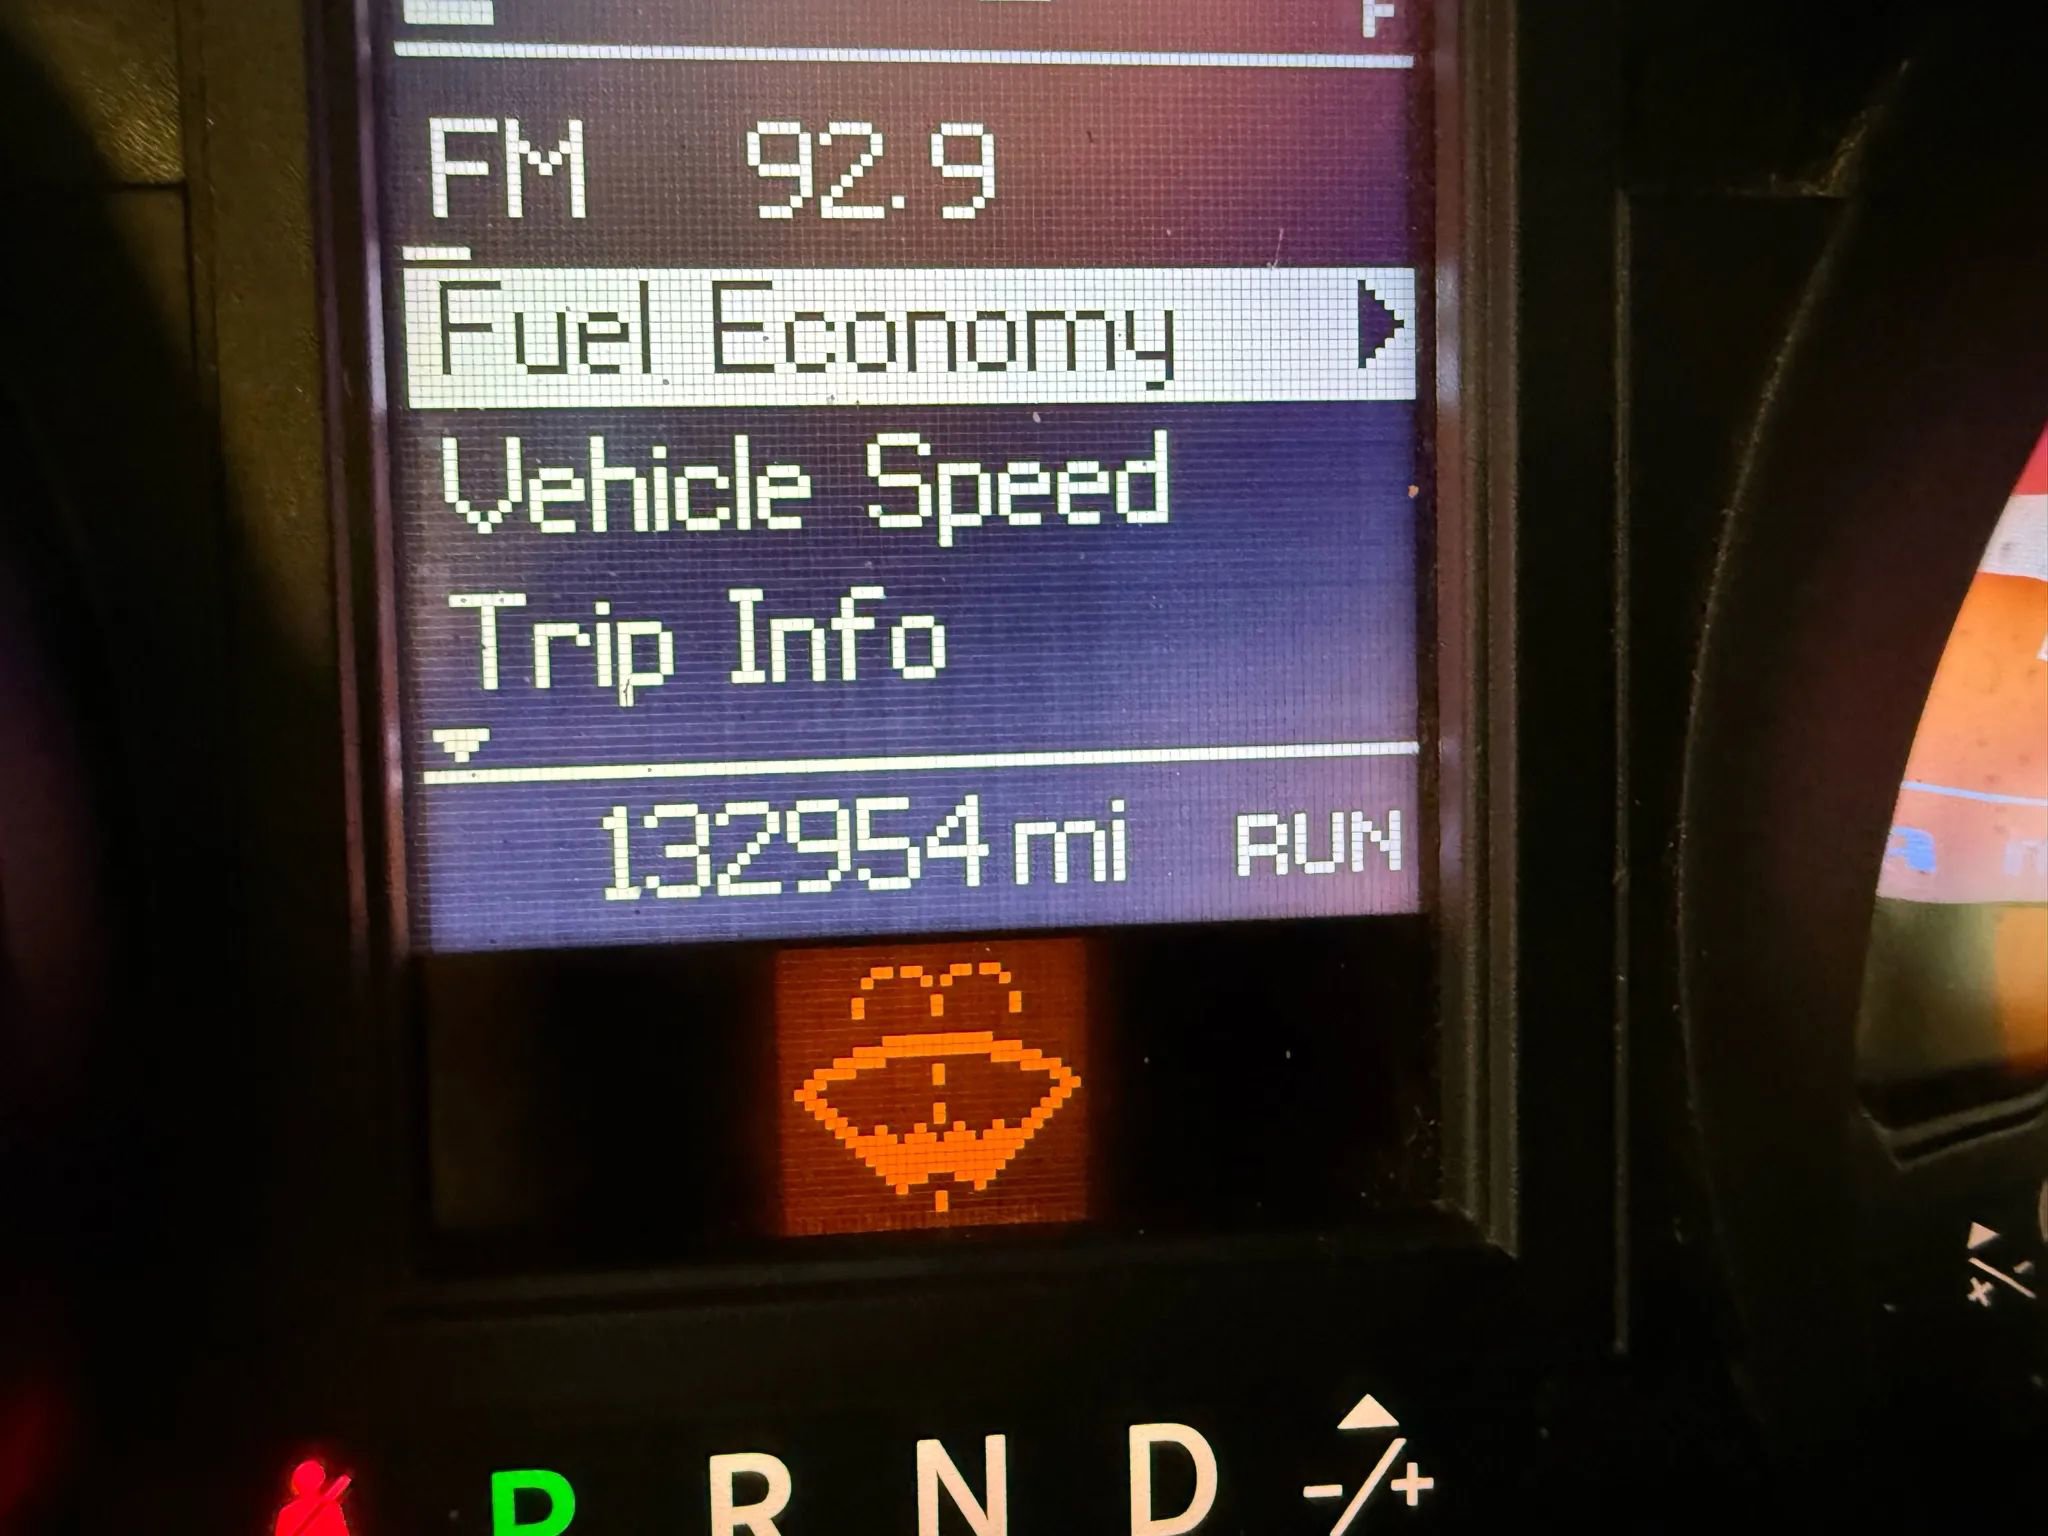 F
FM 92.9
Fuel Economy
Vehicle Speed
Trip Info
132954 mi RUN
P R N D -/+